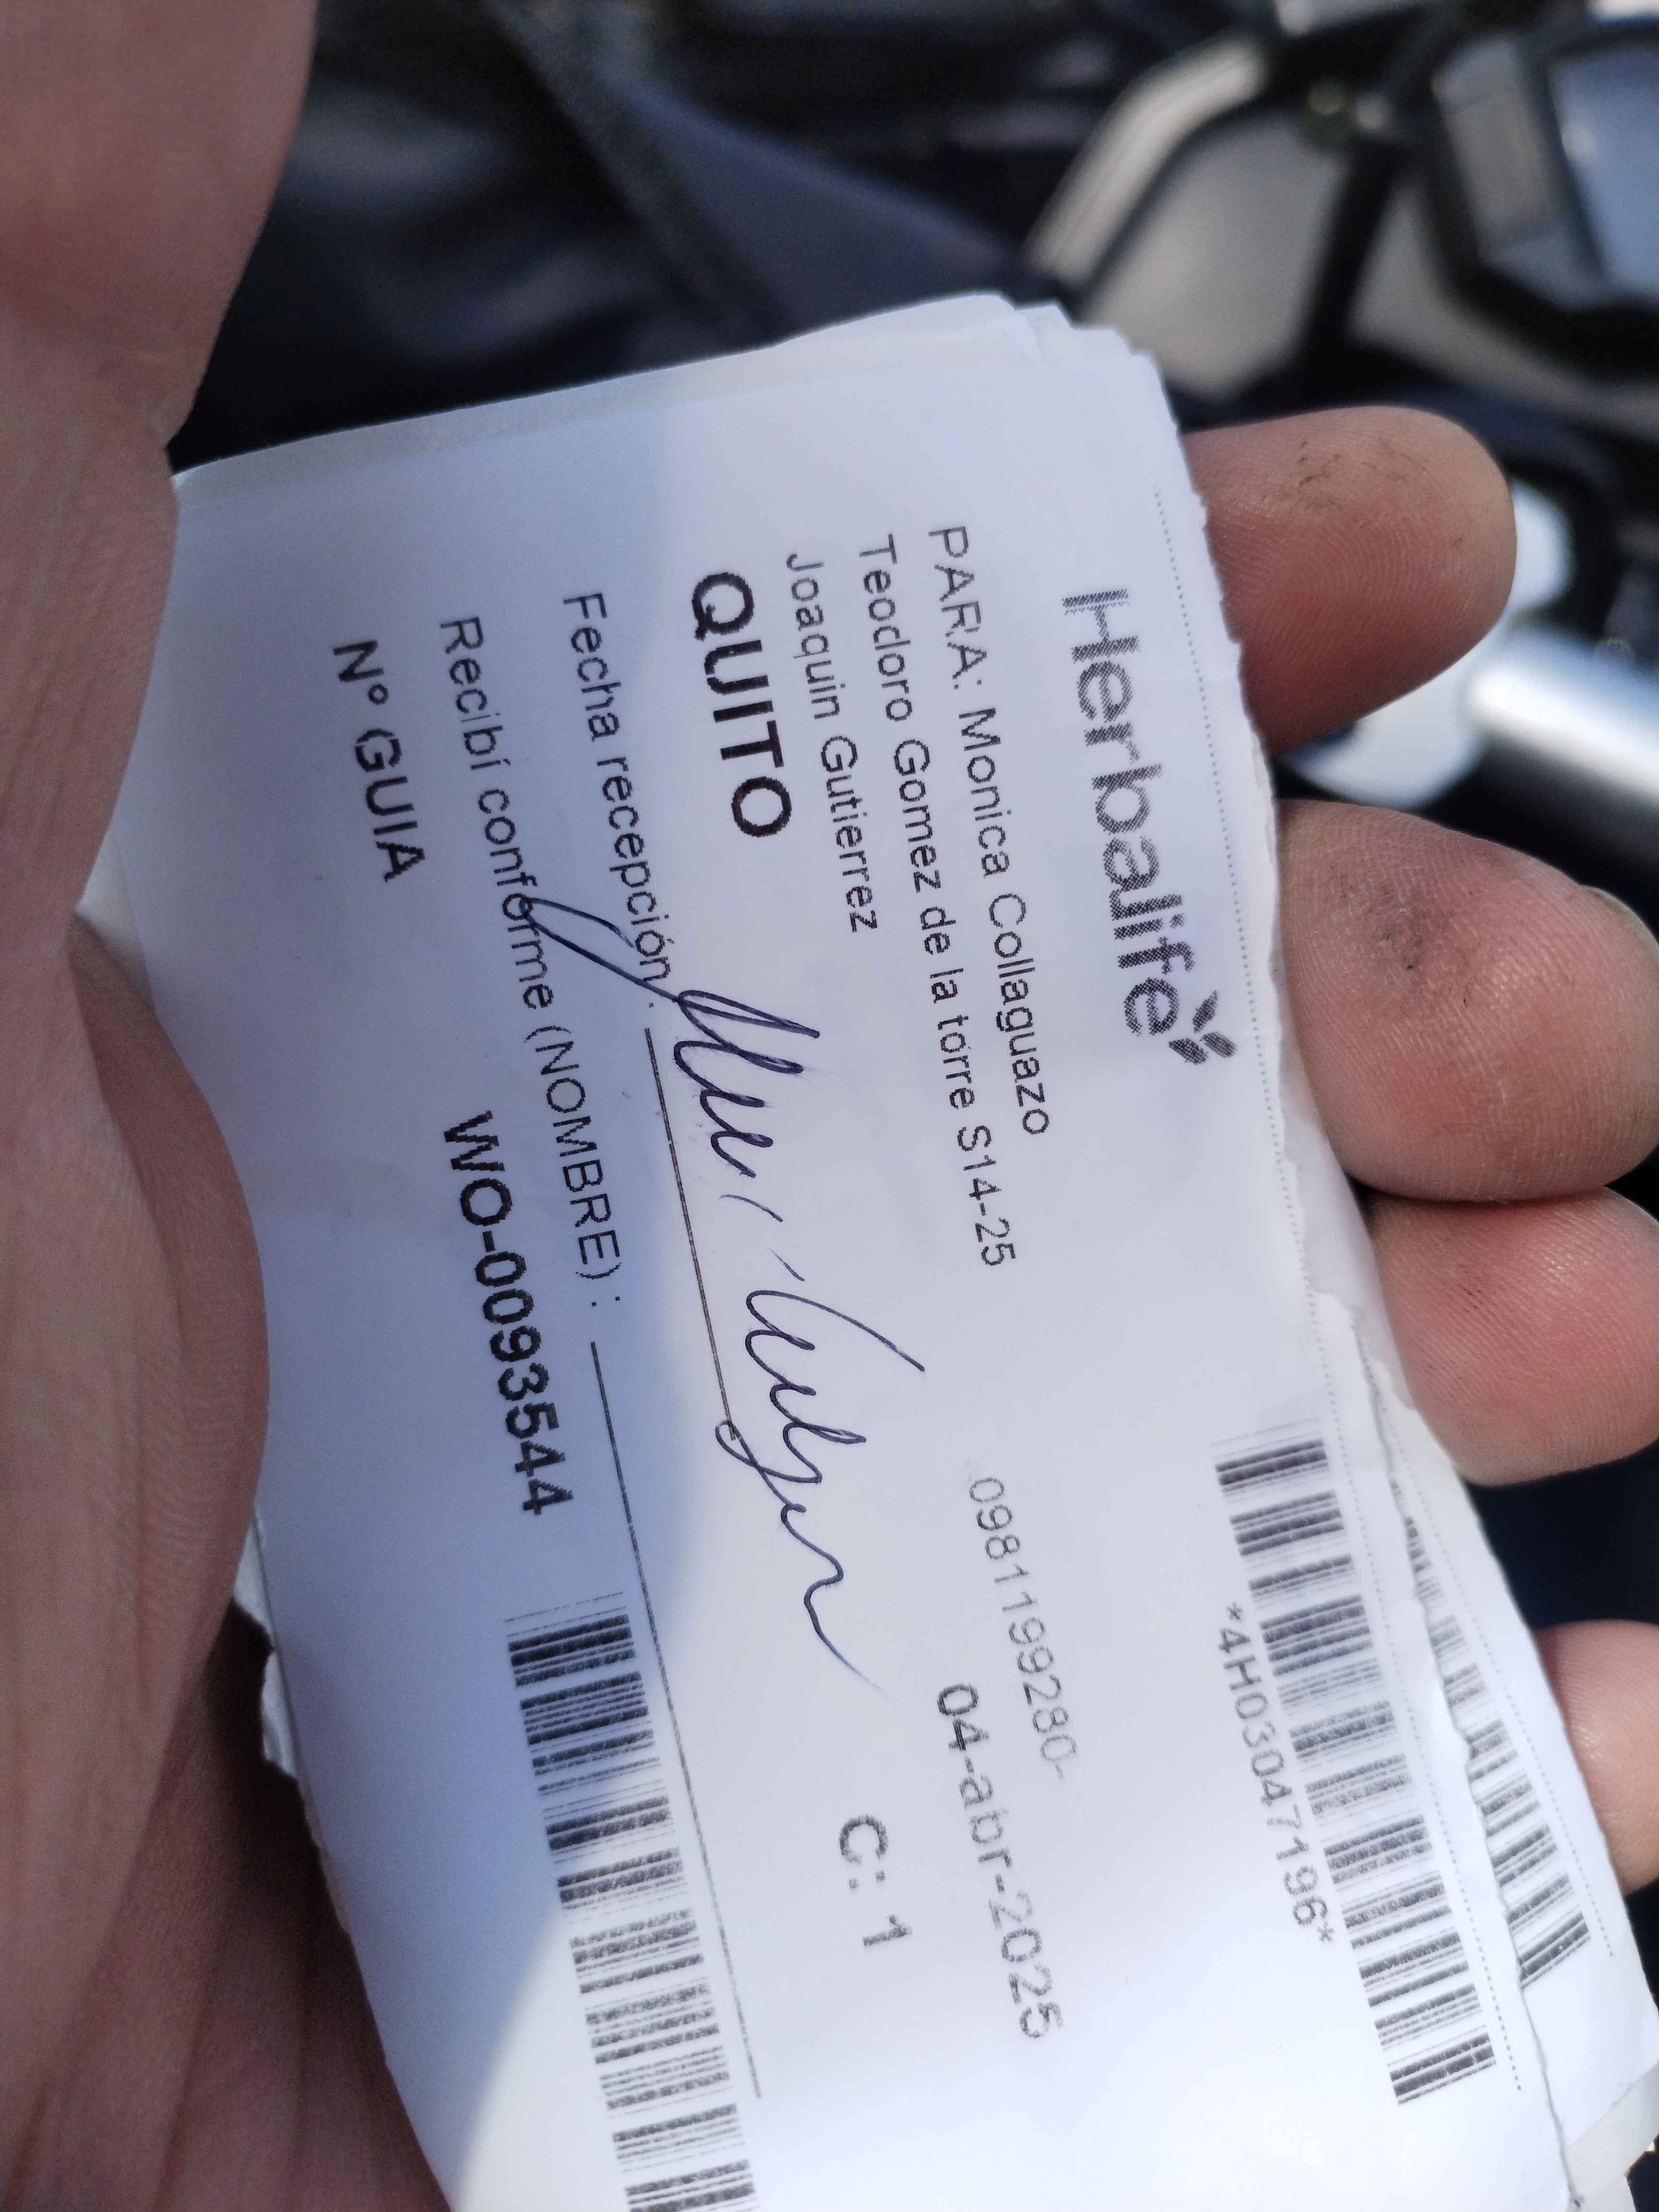 Herbalife
*4H03047196*
PARA: Monica Collaguazo
0981199280-
Teodoro Gomez de la torre S14-25
04-abr-2025
Joaquin Gutierrez
QUITO
C: 1
Fecha recepción :
Recibí conforme (NOMBRE) :
Nº GUIA
WO-0093544